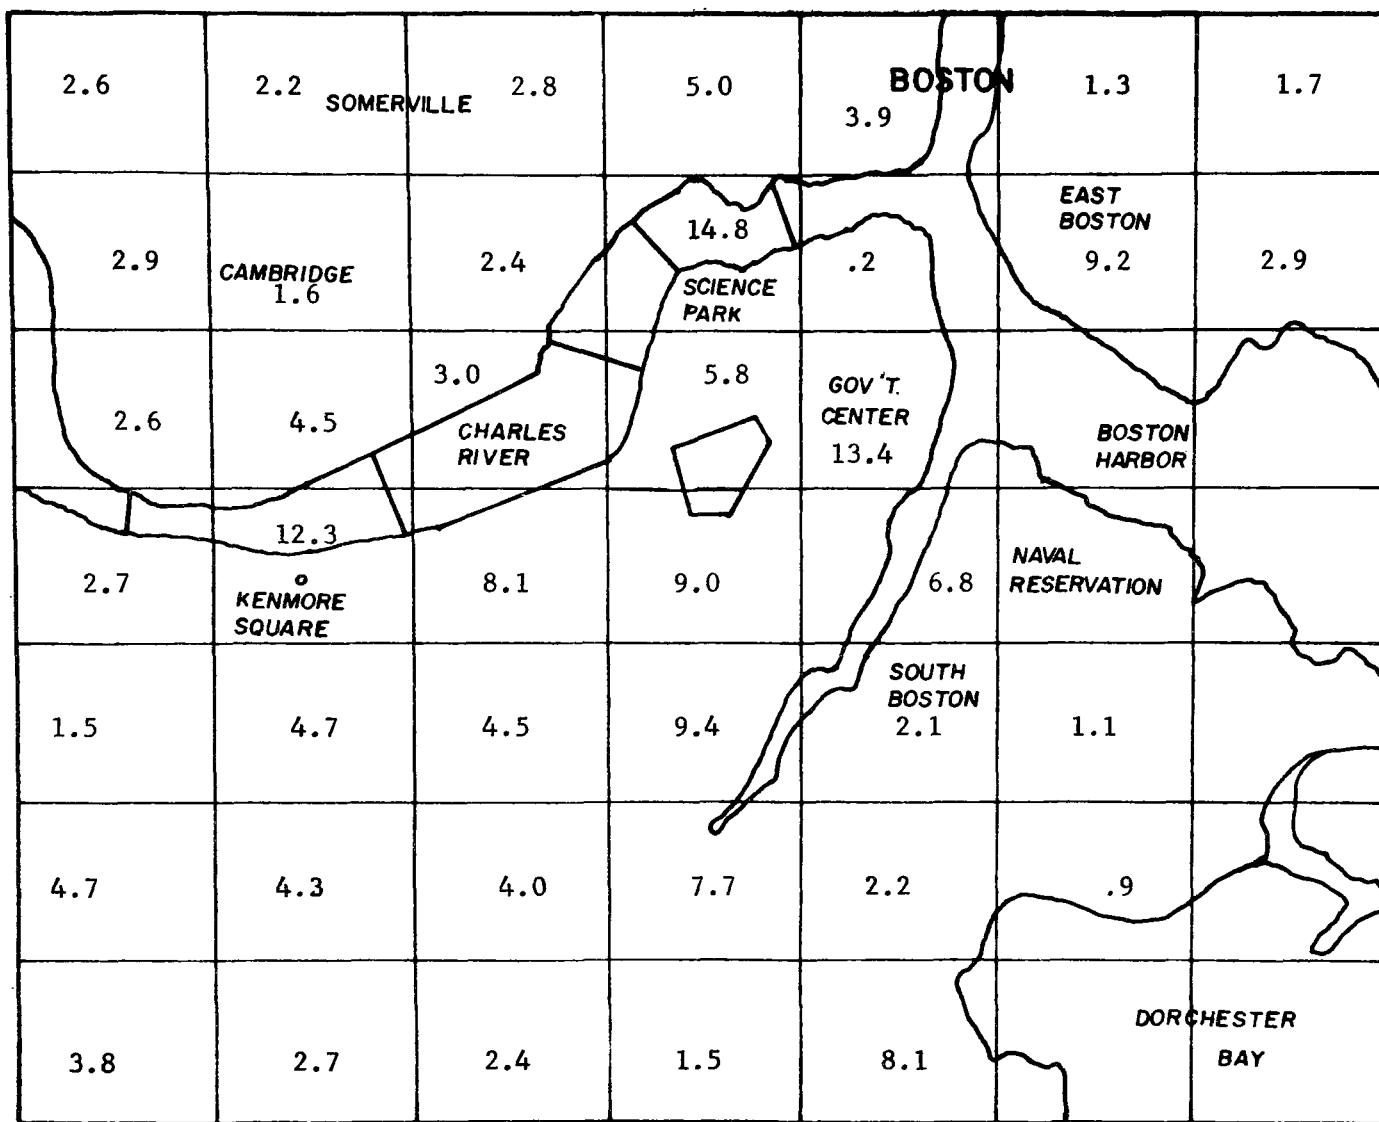 2.6 2.2 2.8 5.0 BOSTON 1.3 1.7
SOMERVILLE
3.9
EAST
BOSTON
14.8
2.9 2.4 .2 9.2 2.9
CAMBRIDGE
1.6
SCIENCE
PARK
3.0 5.8
GOV'T.
CENTER
13.4
2.6 4.5
CHARLES
RIVER
BOSTON
HARBOR
12.3
2.7 8.1 9.0 6.8
KENMORE
SQUARE
NAVAL
RESERVATION
SOUTH
BOSTON
1.5 4.7 4.5 9.4 2.1 1.1
4.7 4.3 4.0 7.7 2.2 .9
DORCHESTER
BAY
3.8 2.7 2.4 1.5 8.1